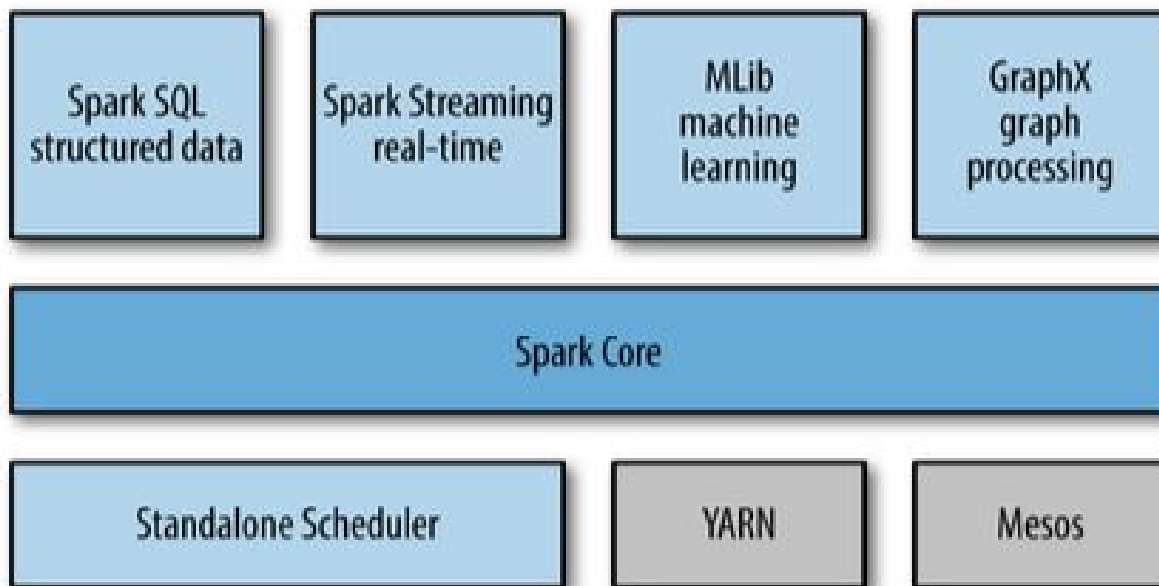 Spark SQL
structured data
Spark Streaming
real-time
MLib
machine
learning
GraphX
graph
processing
Spark Core
Standalone Scheduler
YARN
Mesos